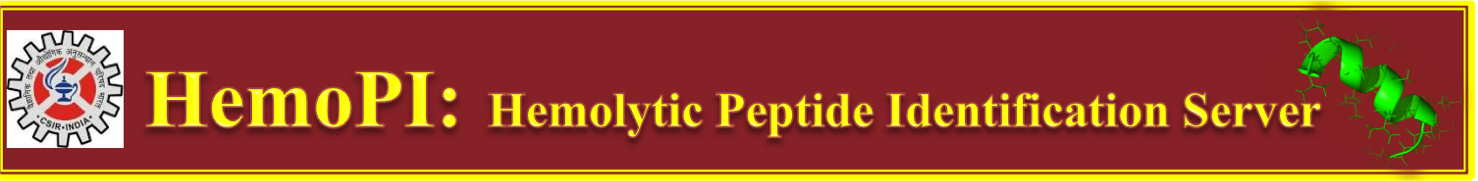 HemoPI: Hemolytic Peptide Identification Server
CSIR•INDIA